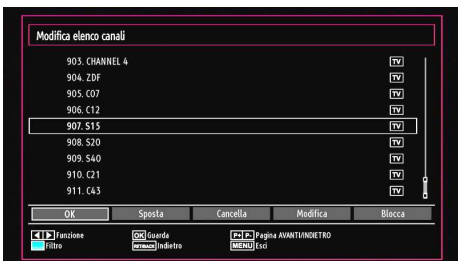 Modifica elenco canali
903. CHANNEL 4 TV
904. ZDF TV
905. C07 TV
906. C12 TV
907. S15 TV
908. S20 TV
909. S40 TV
910. C21 TV
911. C43 TV
OK Sposta Cancella Modifica Blocca
Funzione OK Guarda P+ P- Pagina AVANTI/INDIETRO
Filtro RET/BACK Indietro MENU Esci